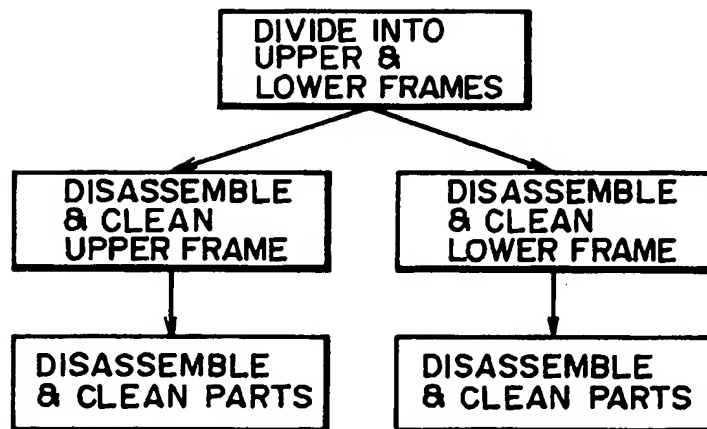 DIVIDE INTO
UPPER &
LOWER FRAMES
DISASSEMBLE
& CLEAN
UPPER FRAME
DISASSEMBLE
& CLEAN
LOWER FRAME
DISASSEMBLE
& CLEAN PARTS
DISASSEMBLE
& CLEAN PARTS